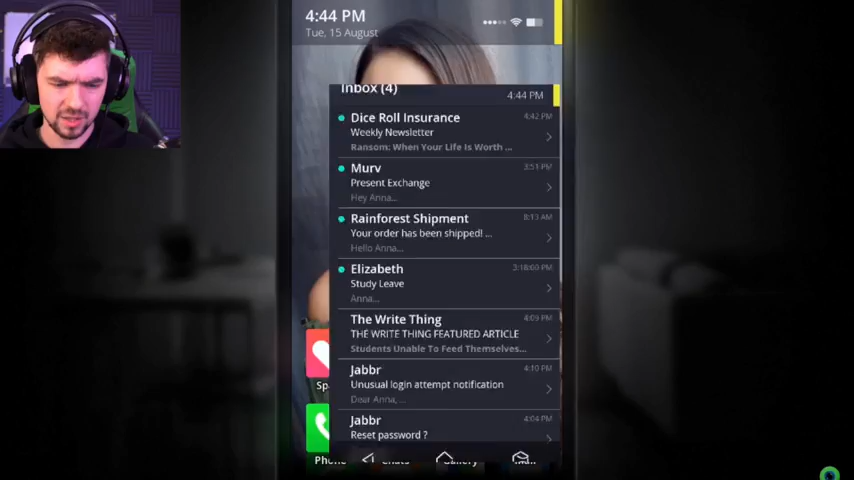 4:44 PM
Tue, 15 August
Inbox (4)
4:44 PM
Dice Roll Insurance
4:42 PM
Weekly Newsletter
Ransom: When Your Life Is Worth ...
Murv
3:51 PM
Present Exchange
Hey Anna...
Rainforest Shipment
8:13 AM
Your order has been shipped! ...
Hello Anna...
Elizabeth
3:18:00 PM
Study Leave
Anna...
The Write Thing
4:09 PM
THE WRITE THING FEATURED ARTICLE
Students Unable To Feed Themselves...
Jabbr
4:10 PM
Unusual login attempt notification
Dear Anna, ...
Jabbr
4:04 PM
Reset password ?
Phone
Chats
Gallery